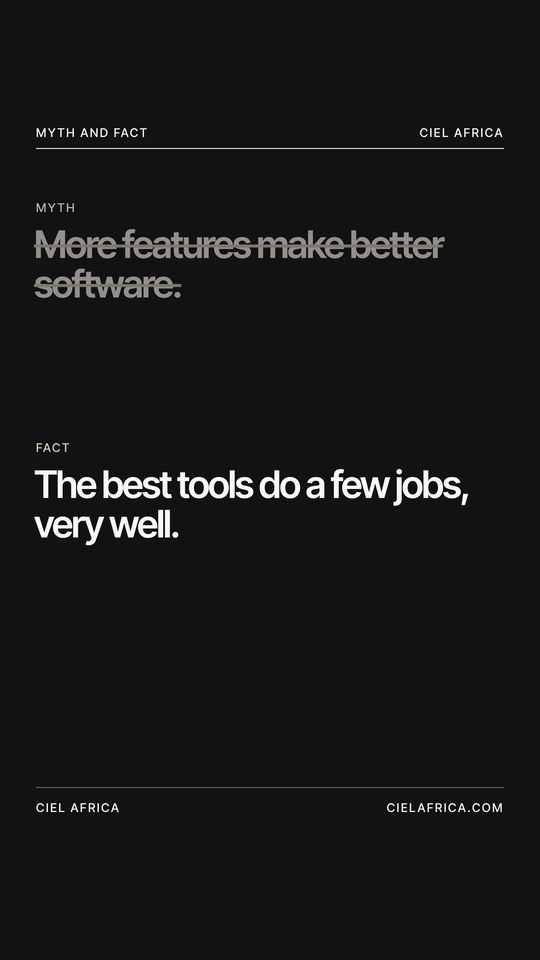 MYTH AND FACT
CIEL AFRICA
MYTH
More features make better
software.
FACT
The best tools do a few jobs,
very well.
CIEL AFRICA
CIELAFRICA.COM